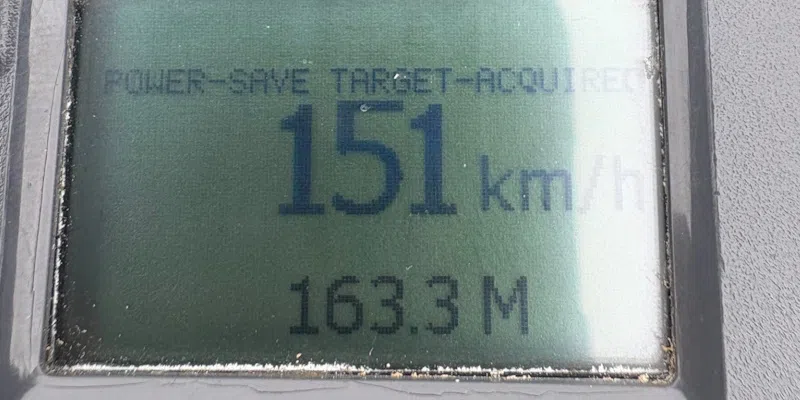 POWER-SAVE TARGET-ACQUIRED
151 km/h
163.3 M